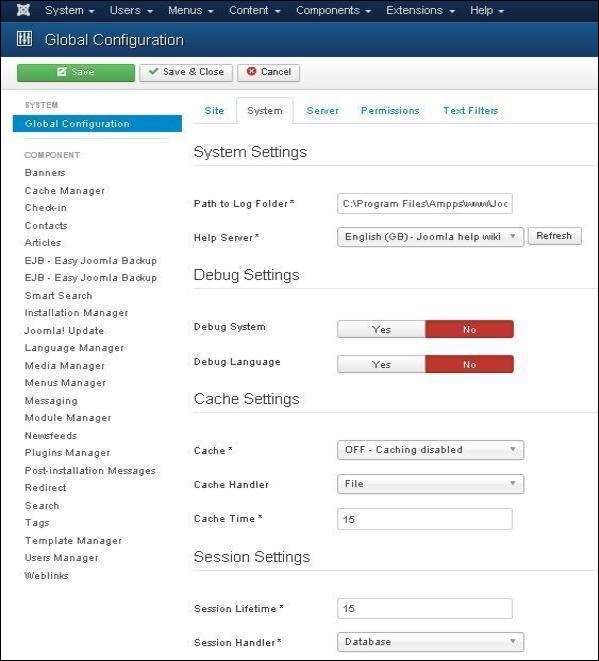 System Users Menus Content Components Extensions Help
Global Configuration
Save Save & Close Cancel
SYSTEM
Global Configuration
COMPONENT
Banners
Cache Manager
Check-in
Contacts
Articles
EJB - Easy Joomla Backup
EJB - Easy Joomla Backup
Smart Search
Installation Manager
Joomla! Update
Language Manager
Media Manager
Menus Manager
Messaging
Module Manager
Newsfeeds
Plugins Manager
Post-installation Messages
Redirect
Search
Tags
Template Manager
Users Manager
Weblinks
Site System Server Permissions Text Filters
System Settings
Path to Log Folder * C:\Program Files\Ampps\www\Joo
Help Server * English (GB) - Joomla help wiki Refresh
Debug Settings
Debug System Yes No
Debug Language Yes No
Cache Settings
Cache * OFF - Caching disabled
Cache Handler File
Cache Time * 15
Session Settings
Session Lifetime * 15
Session Handler * Database